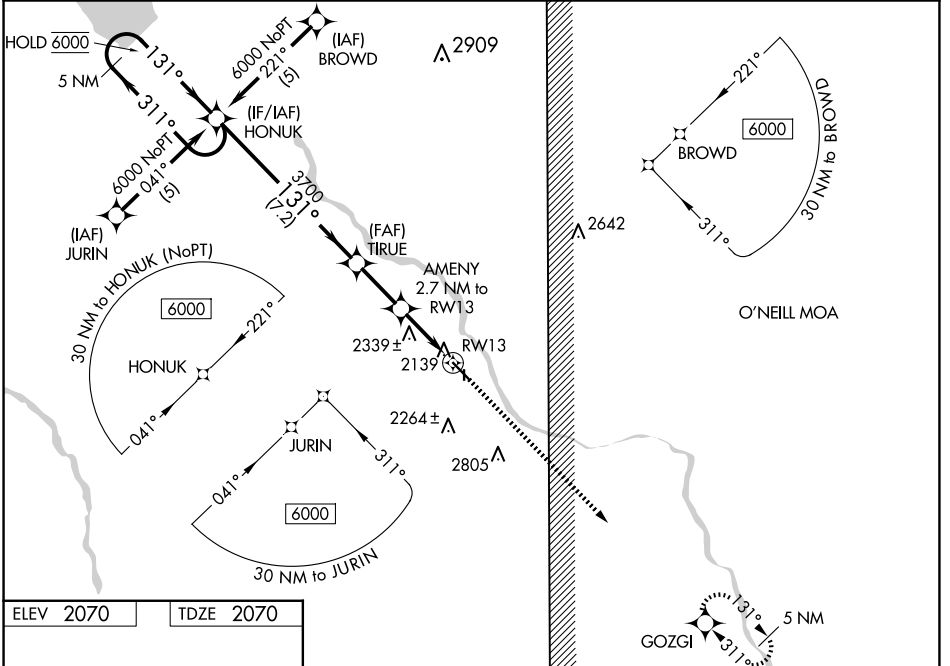 HOLD 6000
5 NM
131°
311°
6000 NoPT
221°
(5)
(IAF)
BROWD
2909
(IF/IAF)
HONUK
6000 NoPT
041°
(5)
(IAF)
JURIN
3700
131°
(7.2)
(FAF)
TIRUE
AMENY
2.7 NM to
RW13
RW13
2339 ±
2139
2264 ±
2805
2642
30 NM to HONUK (NoPT)
6000
221°
HONUK
041°
JURIN
041°
311°
6000
30 NM to JURIN
221°
6000
BROWD
311°
30 NM to BROWD
O'NEILL MOA
131°
5 NM
GOZGI
311°
ELEV 2070
TDZE 2070